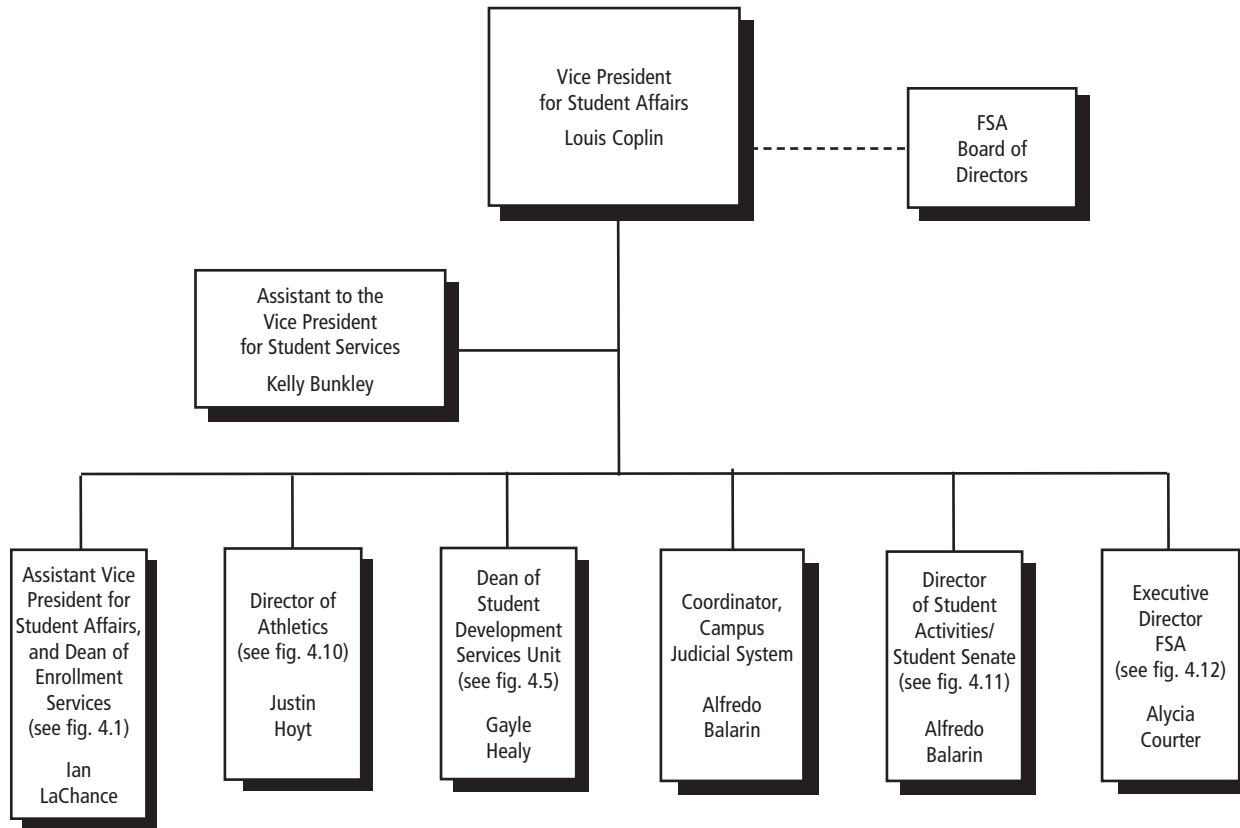 Vice President
for Student Affairs
Louis Coplin
FSA
Board of
Directors
Assistant to the
Vice President
for Student Services
Kelly Bunkley
Assistant Vice
President for
Student Affairs,
and Dean of
Enrollment
Services
(see fig. 4.1)
Ian
LaChance
Director of
Athletics
(see fig. 4.10)
Justin
Hoyt
Dean of
Student
Development
Services Unit
(see fig. 4.5)
Gayle
Healy
Coordinator,
Campus
Judicial System
Alfredo
Balarin
Director
of Student
Activities/
Student Senate
(see fig. 4.11)
Alfredo
Balarin
Executive
Director
FSA
(see fig. 4.12)
Alycia
Courter